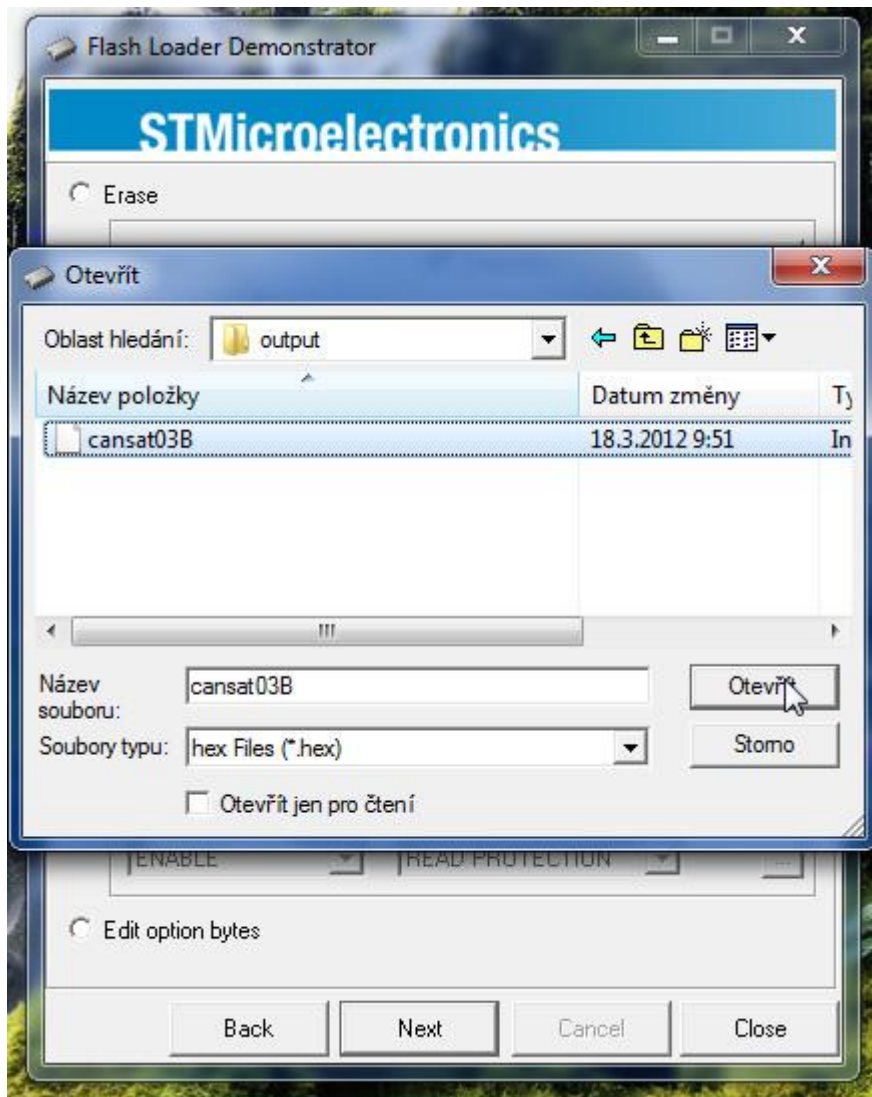 Flash Loader Demonstrator
STMicroelectronics
Erase
Otevřít
Oblast hledání: output
Název položky Datum změny Ty
cansat03B 18.3.2012 9:51 In
Název souboru: cansat03B Otevřít
Soubory typu: hex Files (*.hex) Storno
Otevřít jen pro čtení
ENABLE READ PROTECTION ...
Edit option bytes
Back Next Cancel Close